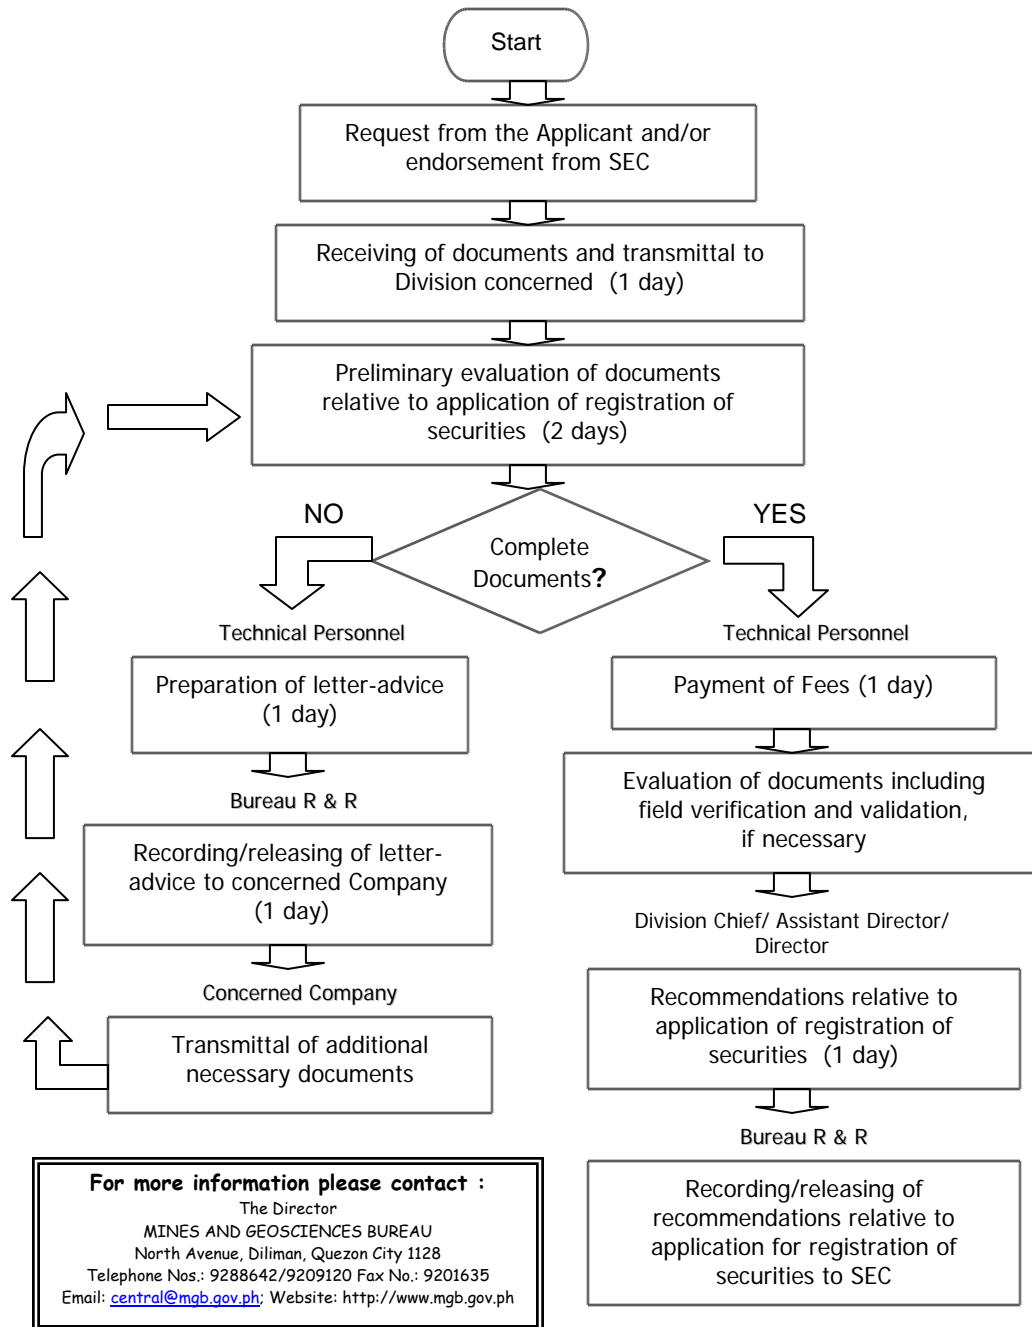 Start
Request from the Applicant and/or
endorsement from SEC
Receiving of documents and transmittal to
Division concerned (1 day)
Preliminary evaluation of documents
relative to application of registration of
securities (2 days)
Complete
Documents?
NO
Technical Personnel
Preparation of letter-advice
(1 day)
Bureau R & R
Recording/releasing of letter-
advice to concerned Company
(1 day)
Concerned Company
Transmittal of additional
necessary documents
YES
Technical Personnel
Payment of Fees (1 day)
Evaluation of documents including
field verification and validation,
if necessary
Division Chief/ Assistant Director/
Director
Recommendations relative to
application of registration of
securities (1 day)
Bureau R & R
Recording/releasing of
recommendations relative to
application for registration of
securities to SEC
For more information please contact :
The Director
MINES AND GEOSCIENCES BUREAU
North Avenue, Diliman, Quezon City 1128
Telephone Nos.: 9288642/9209120 Fax No.: 9201635
Email: central@mgb.gov.ph; Website: http://www.mgb.gov.ph